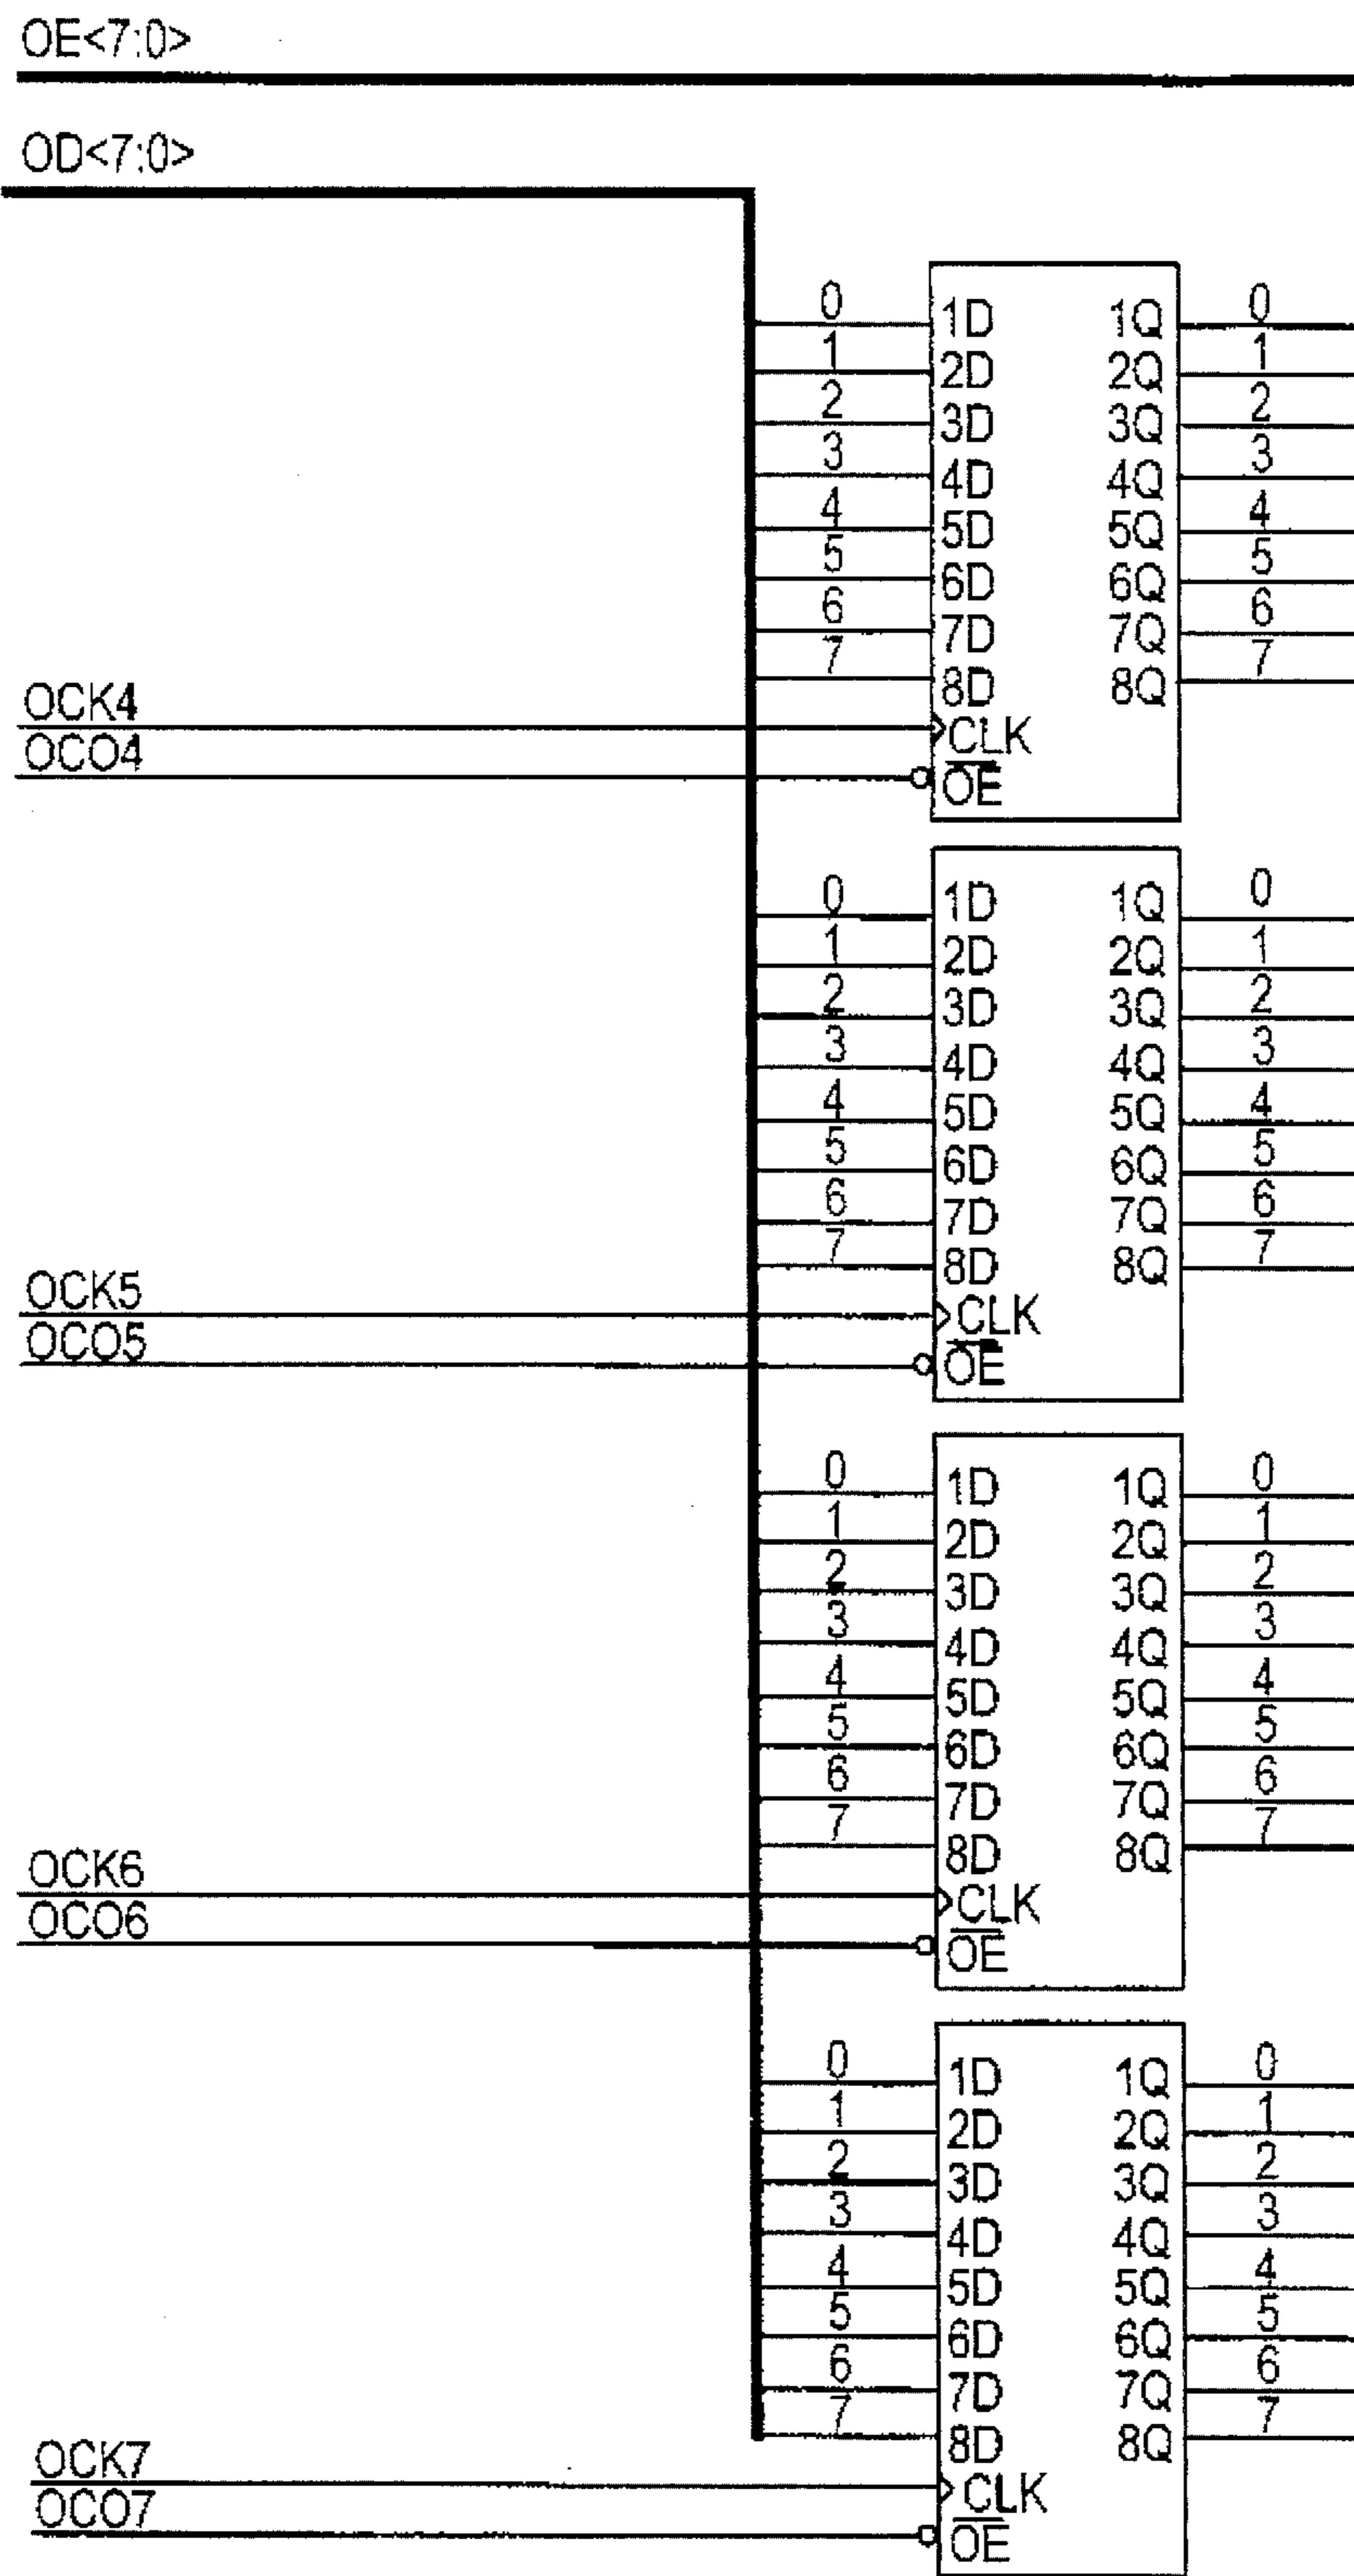 OE<7:0>
OD<7:0>
0 1D 1Q 0
1 2D 2Q 1
2 3D 3Q 2
3 4D 4Q 3
4 5D 5Q 4
5 6D 6Q 5
6 7D 7Q 6
7 8D 8Q 7
OCK4 CLK
OCO4 OE
0 1D 1Q 0
1 2D 2Q 1
2 3D 3Q 2
3 4D 4Q 3
4 5D 5Q 4
5 6D 6Q 5
6 7D 7Q 6
7 8D 8Q 7
OCK5 CLK
OCO5 OE
0 1D 1Q 0
1 2D 2Q 1
2 3D 3Q 2
3 4D 4Q 3
4 5D 5Q 4
5 6D 6Q 5
6 7D 7Q 6
7 8D 8Q 7
OCK6 CLK
OCO6 OE
0 1D 1Q 0
1 2D 2Q 1
2 3D 3Q 2
3 4D 4Q 3
4 5D 5Q 4
5 6D 6Q 5
6 7D 7Q 6
7 8D 8Q 7
OCK7 CLK
OCO7 OE